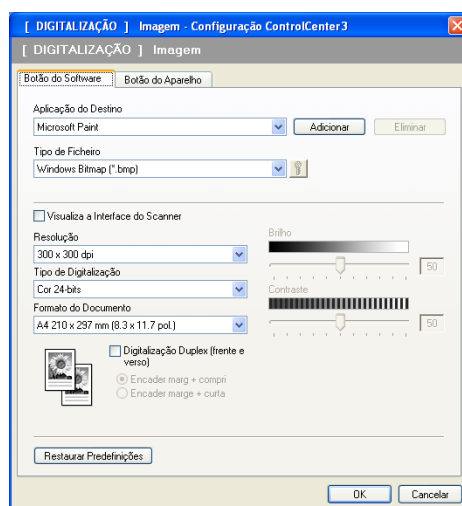 [ DIGITALIZAÇÃO ] Imagem - Configuração ControlCenter3
[ DIGITALIZAÇÃO ] Imagem
Botão do Software Botão do Aparelho
Aplicação do Destino
Microsoft Paint Adicionar Eliminar
Tipo de Ficheiro
Windows Bitmap (*.bmp)
Visualiza a Interface do Scanner
Resolução Brilho
300 x 300 dpi 50
Tipo de Digitalização
Cor 24-bits Contraste
Formato do Documento
A4 210 x 297 mm (8.3 x 11.7 pol.) 50
Digitalização Duplex (frente e
verso)
Encader marg + compri
Encader marge + curta
Restaurar Predefinições
OK Cancelar